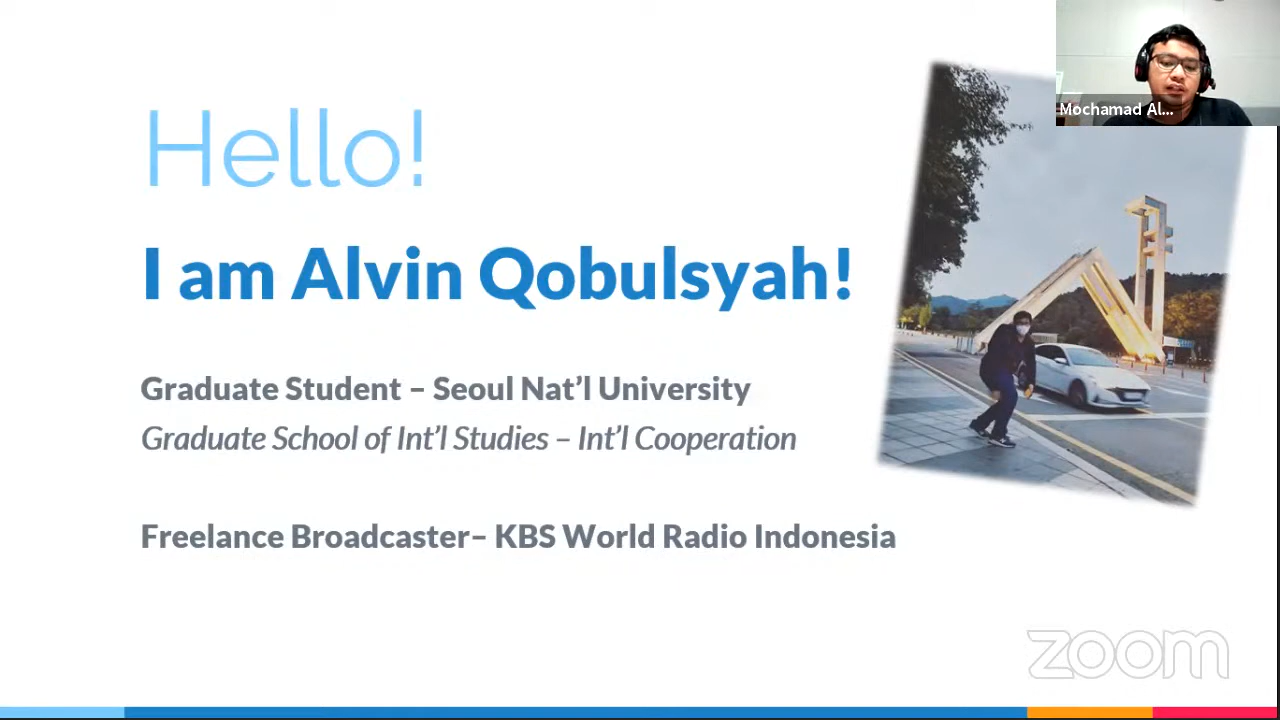 Hello!
I am Alvin Qobulsyah!
Graduate Student – Seoul Nat’l University
Graduate School of Int’l Studies – Int’l Cooperation
Freelance Broadcaster– KBS World Radio Indonesia
Mochamad Al...
zoom